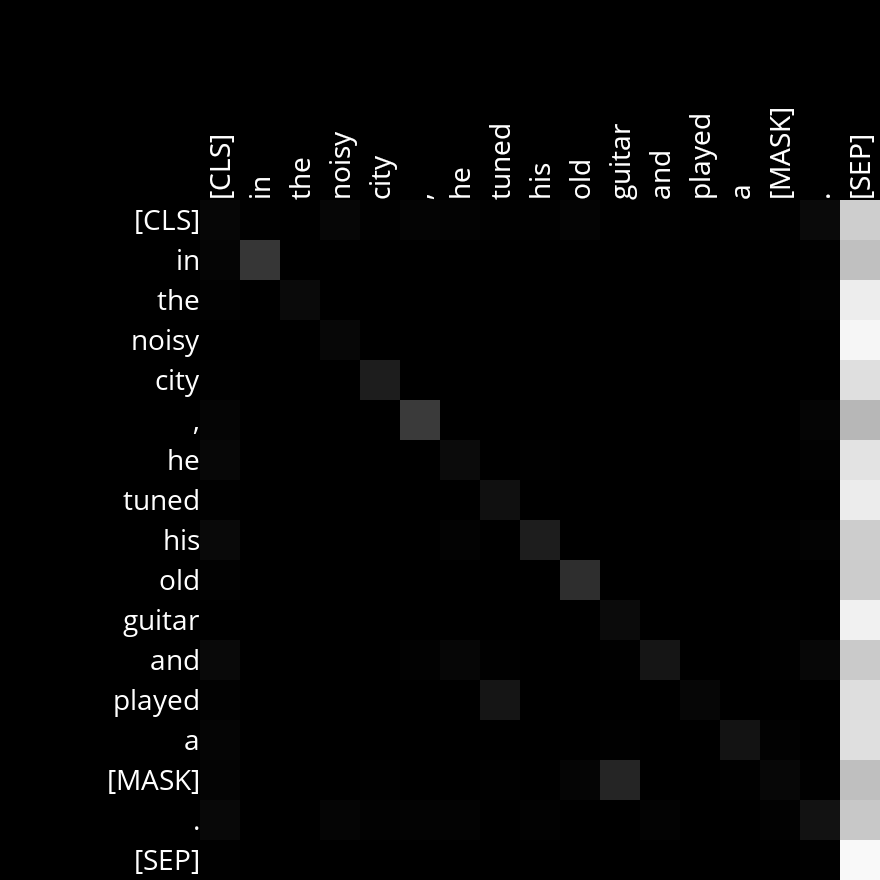 [CLS] in the noisy city , he tuned his old guitar and played a [MASK] . [SEP]
[CLS]
in
the
noisy
city
,
he
tuned
his
old
guitar
and
played
a
[MASK]
.
[SEP]